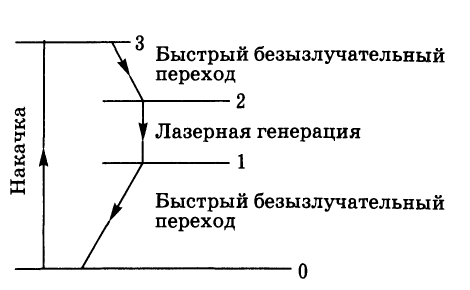 3
Быстрый безызлучательный
переход
2
Накачка
Лазерная генерация
1
Быстрый безызлучательный
переход
0